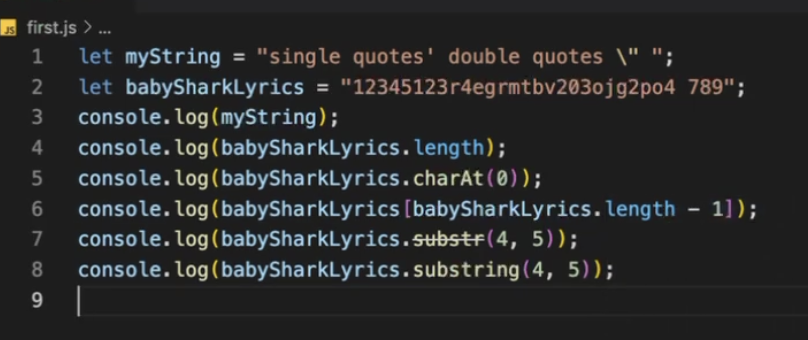 JS first.js > ...
1 let myString = "single quotes' double quotes \" ";
2 let babySharkLyrics = "12345123r4egrmtbv203ojg2po4 789";
3 console.log(myString);
4 console.log(babySharkLyrics.length);
5 console.log(babySharkLyrics.charAt(0));
6 console.log(babySharkLyrics[babySharkLyrics.length - 1]);
7 console.log(babySharkLyrics.substr(4, 5));
8 console.log(babySharkLyrics.substring(4, 5));
9